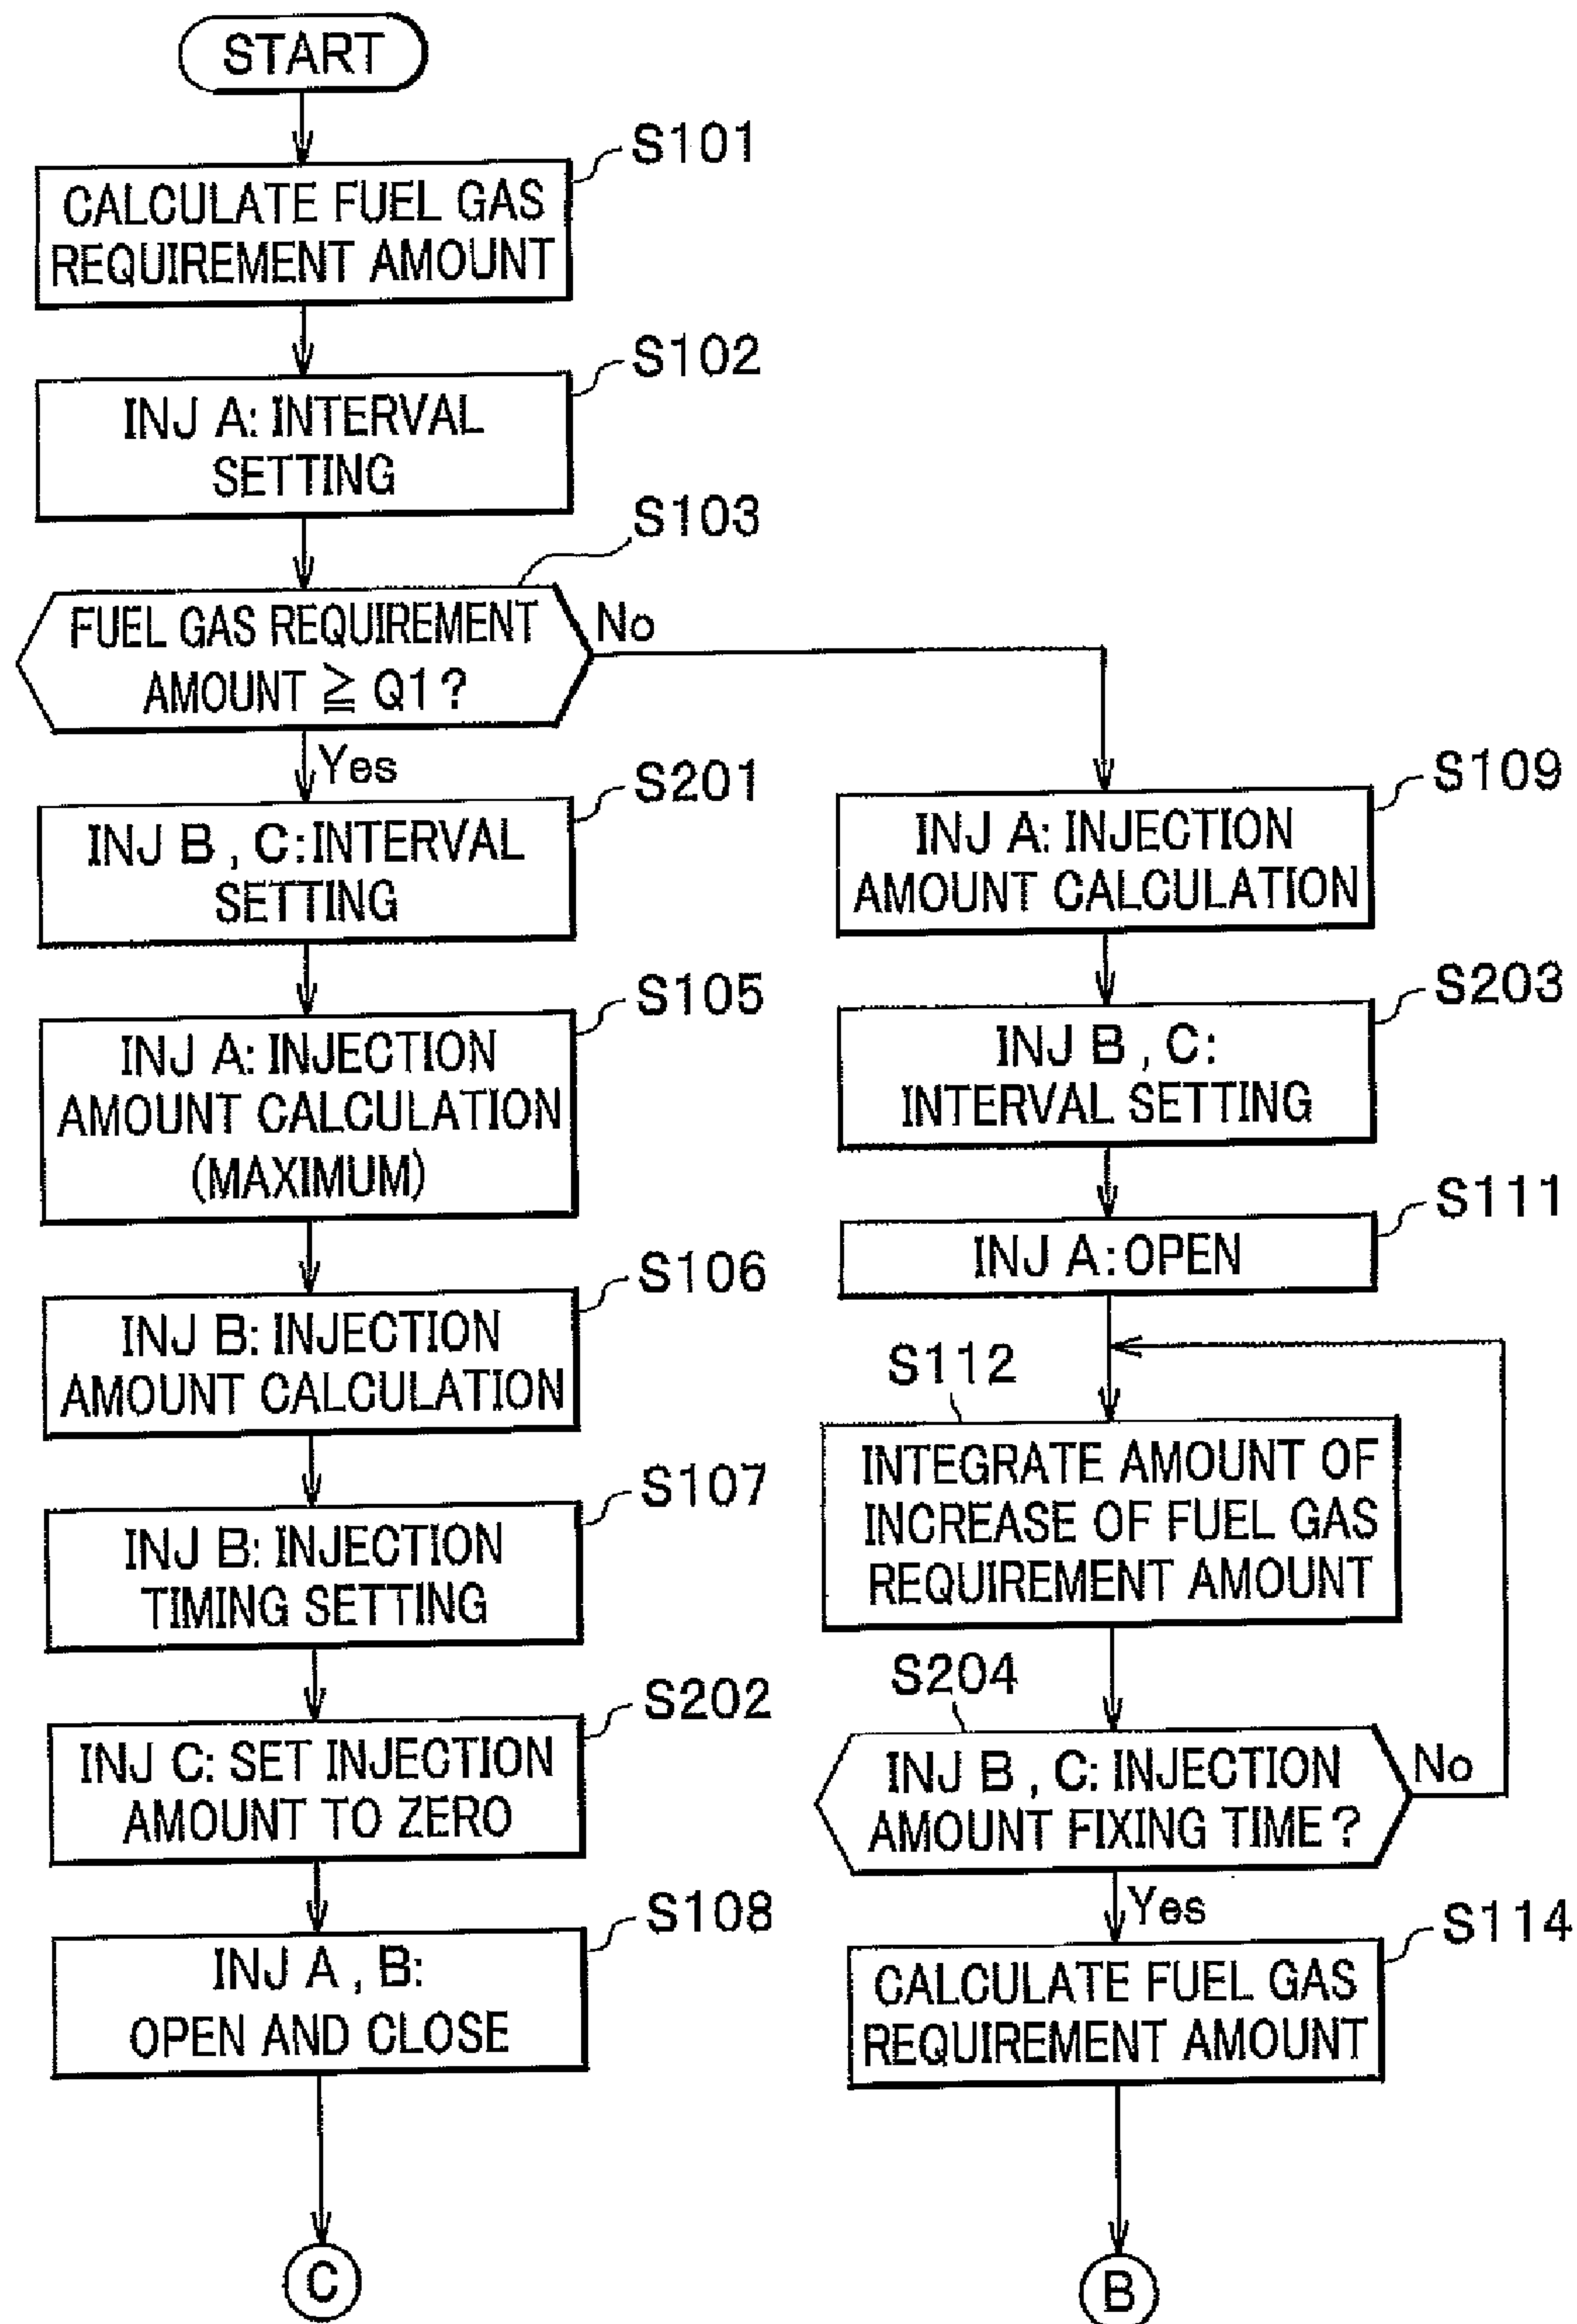 START
S101
CALCULATE FUEL GAS
REQUIREMENT AMOUNT
S102
INJ A: INTERVAL
SETTING
S103
FUEL GAS REQUIREMENT
AMOUNT ≧ Q1?
No
Yes
S201
INJ B , C: INTERVAL
SETTING
S105
INJ A: INJECTION
AMOUNT CALCULATION
(MAXIMUM)
S106
INJ B: INJECTION
AMOUNT CALCULATION
S107
INJ B: INJECTION
TIMING SETTING
S202
INJ C: SET INJECTION
AMOUNT TO ZERO
S108
INJ A , B:
OPEN AND CLOSE
C
S109
INJ A: INJECTION
AMOUNT CALCULATION
S203
INJ B , C:
INTERVAL SETTING
S111
INJ A: OPEN
S112
INTEGRATE AMOUNT OF
INCREASE OF FUEL GAS
REQUIREMENT AMOUNT
S204
INJ B , C: INJECTION
AMOUNT FIXING TIME?
No
Yes
S114
CALCULATE FUEL GAS
REQUIREMENT AMOUNT
B